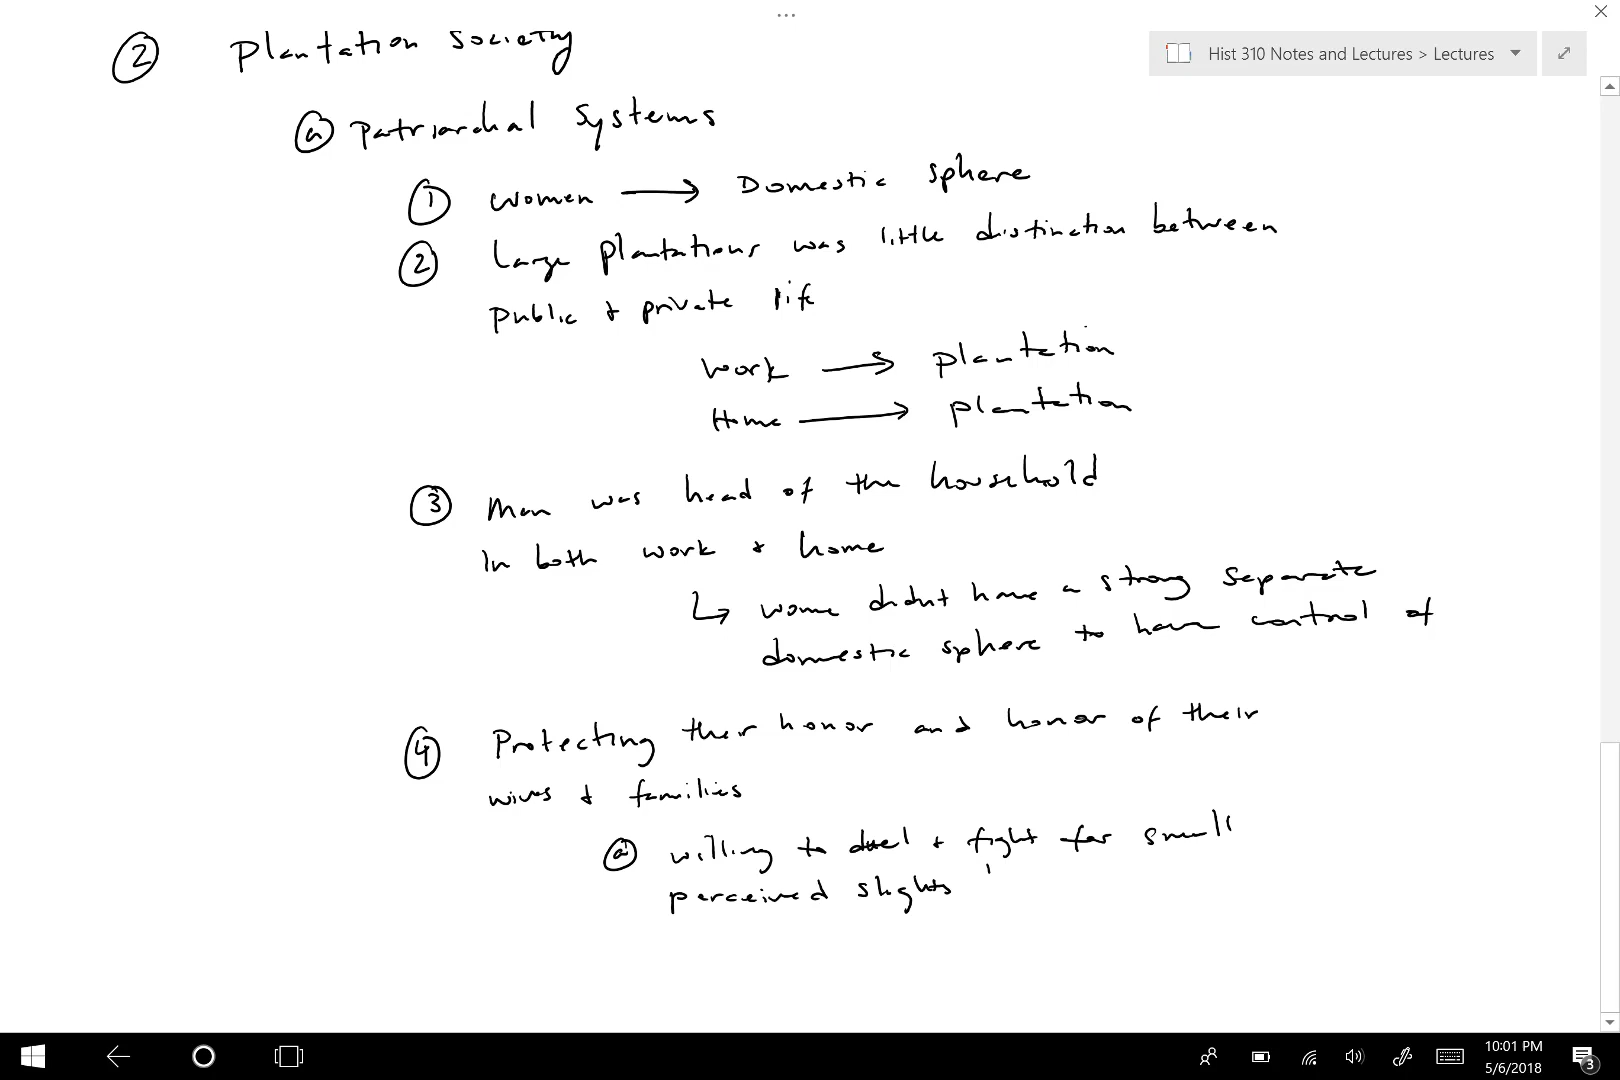 ② Plantation Society
ⓐ Patriarchal Systems
① Women → Domestic sphere
② Large plantations was little distinction between
public + private life
Work → plantation
Home → plantation
③ Man was head of the household
in both work + home
↳ wome didn't have a strong separate
domestic sphere to have control of
④ Protecting their honor and honor of their
wives + families
ⓐ willing to duel + fight for small
perceived slights
Hist 310 Notes and Lectures > Lectures
10:01 PM
5/6/2018
3